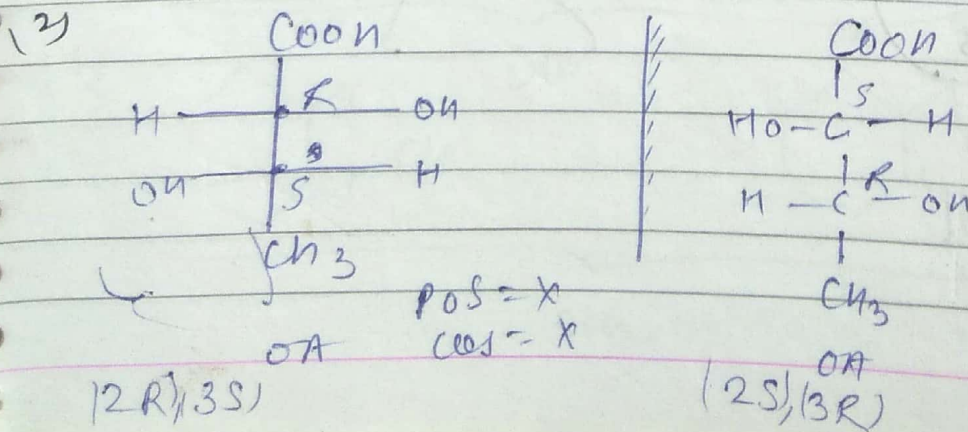 (2)
COOH COOH
H R OH HO-C-H S
OH S H H-C-OH R
CH3 CH3
POS = X
COS = X
OA OA
(2R),(3S) (2S),(3R)